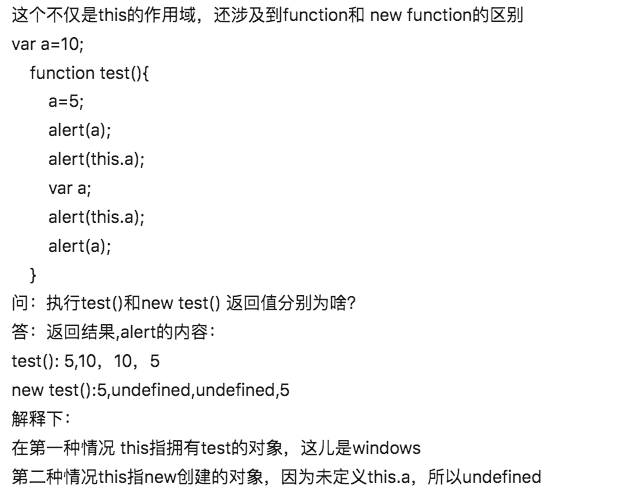 这个不仅是this的作用域，还涉及到function和 new function的区别
var a=10;
function test(){
a=5;
alert(a);
alert(this.a);
var a;
alert(this.a);
alert(a);
}
问：执行test()和new test() 返回值分别为啥?
答：返回结果,alert的内容：
test(): 5,10，10，5
new test():5,undefined,undefined,5
解释下：
在第一种情况 this指拥有test的对象，这儿是windows
第二种情况this指new创建的对象，因为未定义this.a，所以undefined